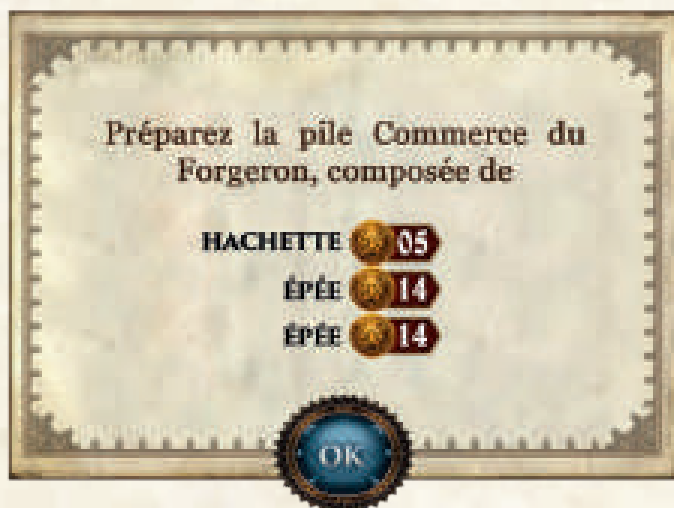 Préparez la pile Commerce du
Forgeron, composée de
HACHETTE 05
ÉPÉE 14
ÉPÉE 14
OK